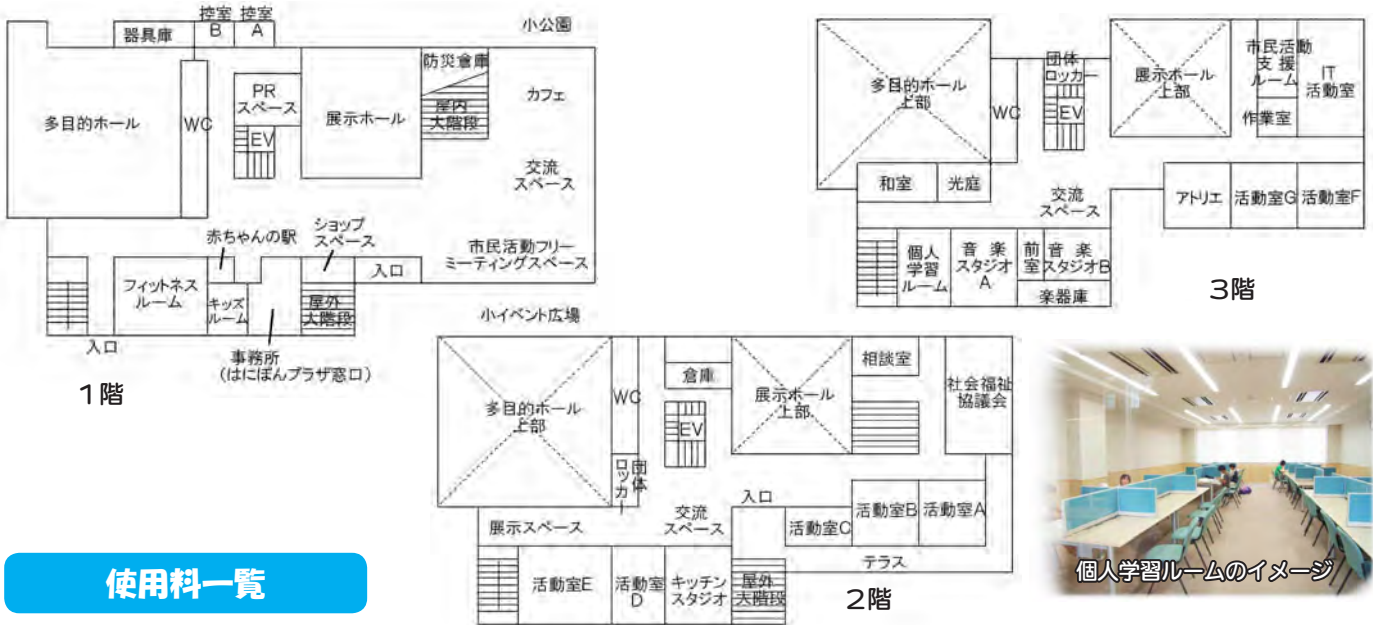 控室
B
控室
A
器具庫
小公園
防災倉庫
PR
スペース
カフェ
多目的ホール
WC
展示ホール
屋内
大階段
EV
交流
スペース
赤ちゃんの駅
ショップ
スペース
市民活動フリー
ミーティングスペース
入口
フィットネス
ルーム
キッズ
ルーム
屋外
大階段
入口
事務所
(はにぽんプラザ窓口)
1階
小イベント広場
多目的ホール
上部
WC
倉庫
展示ホール
上部
相談室
社会福祉
協議会
EV
団体
ロッカー
入口
展示スペース
交流
スペース
活動室C
活動室B
活動室A
テラス
活動室E
活動室
D
キッチン
スタジオ
屋外
大階段
2階
多目的ホール
上部
WC
団体
ロッカー
EV
展示ホール
上部
市民活動
支援
ルーム
IT
活動室
作業室
和室
光庭
交流
スペース
アトリエ
活動室G
活動室F
個人
学習
ルーム
音楽
スタジオ
A
前
室
音楽
スタジオB
楽器庫
3階
個人学習ルームのイメージ
使用料一覧